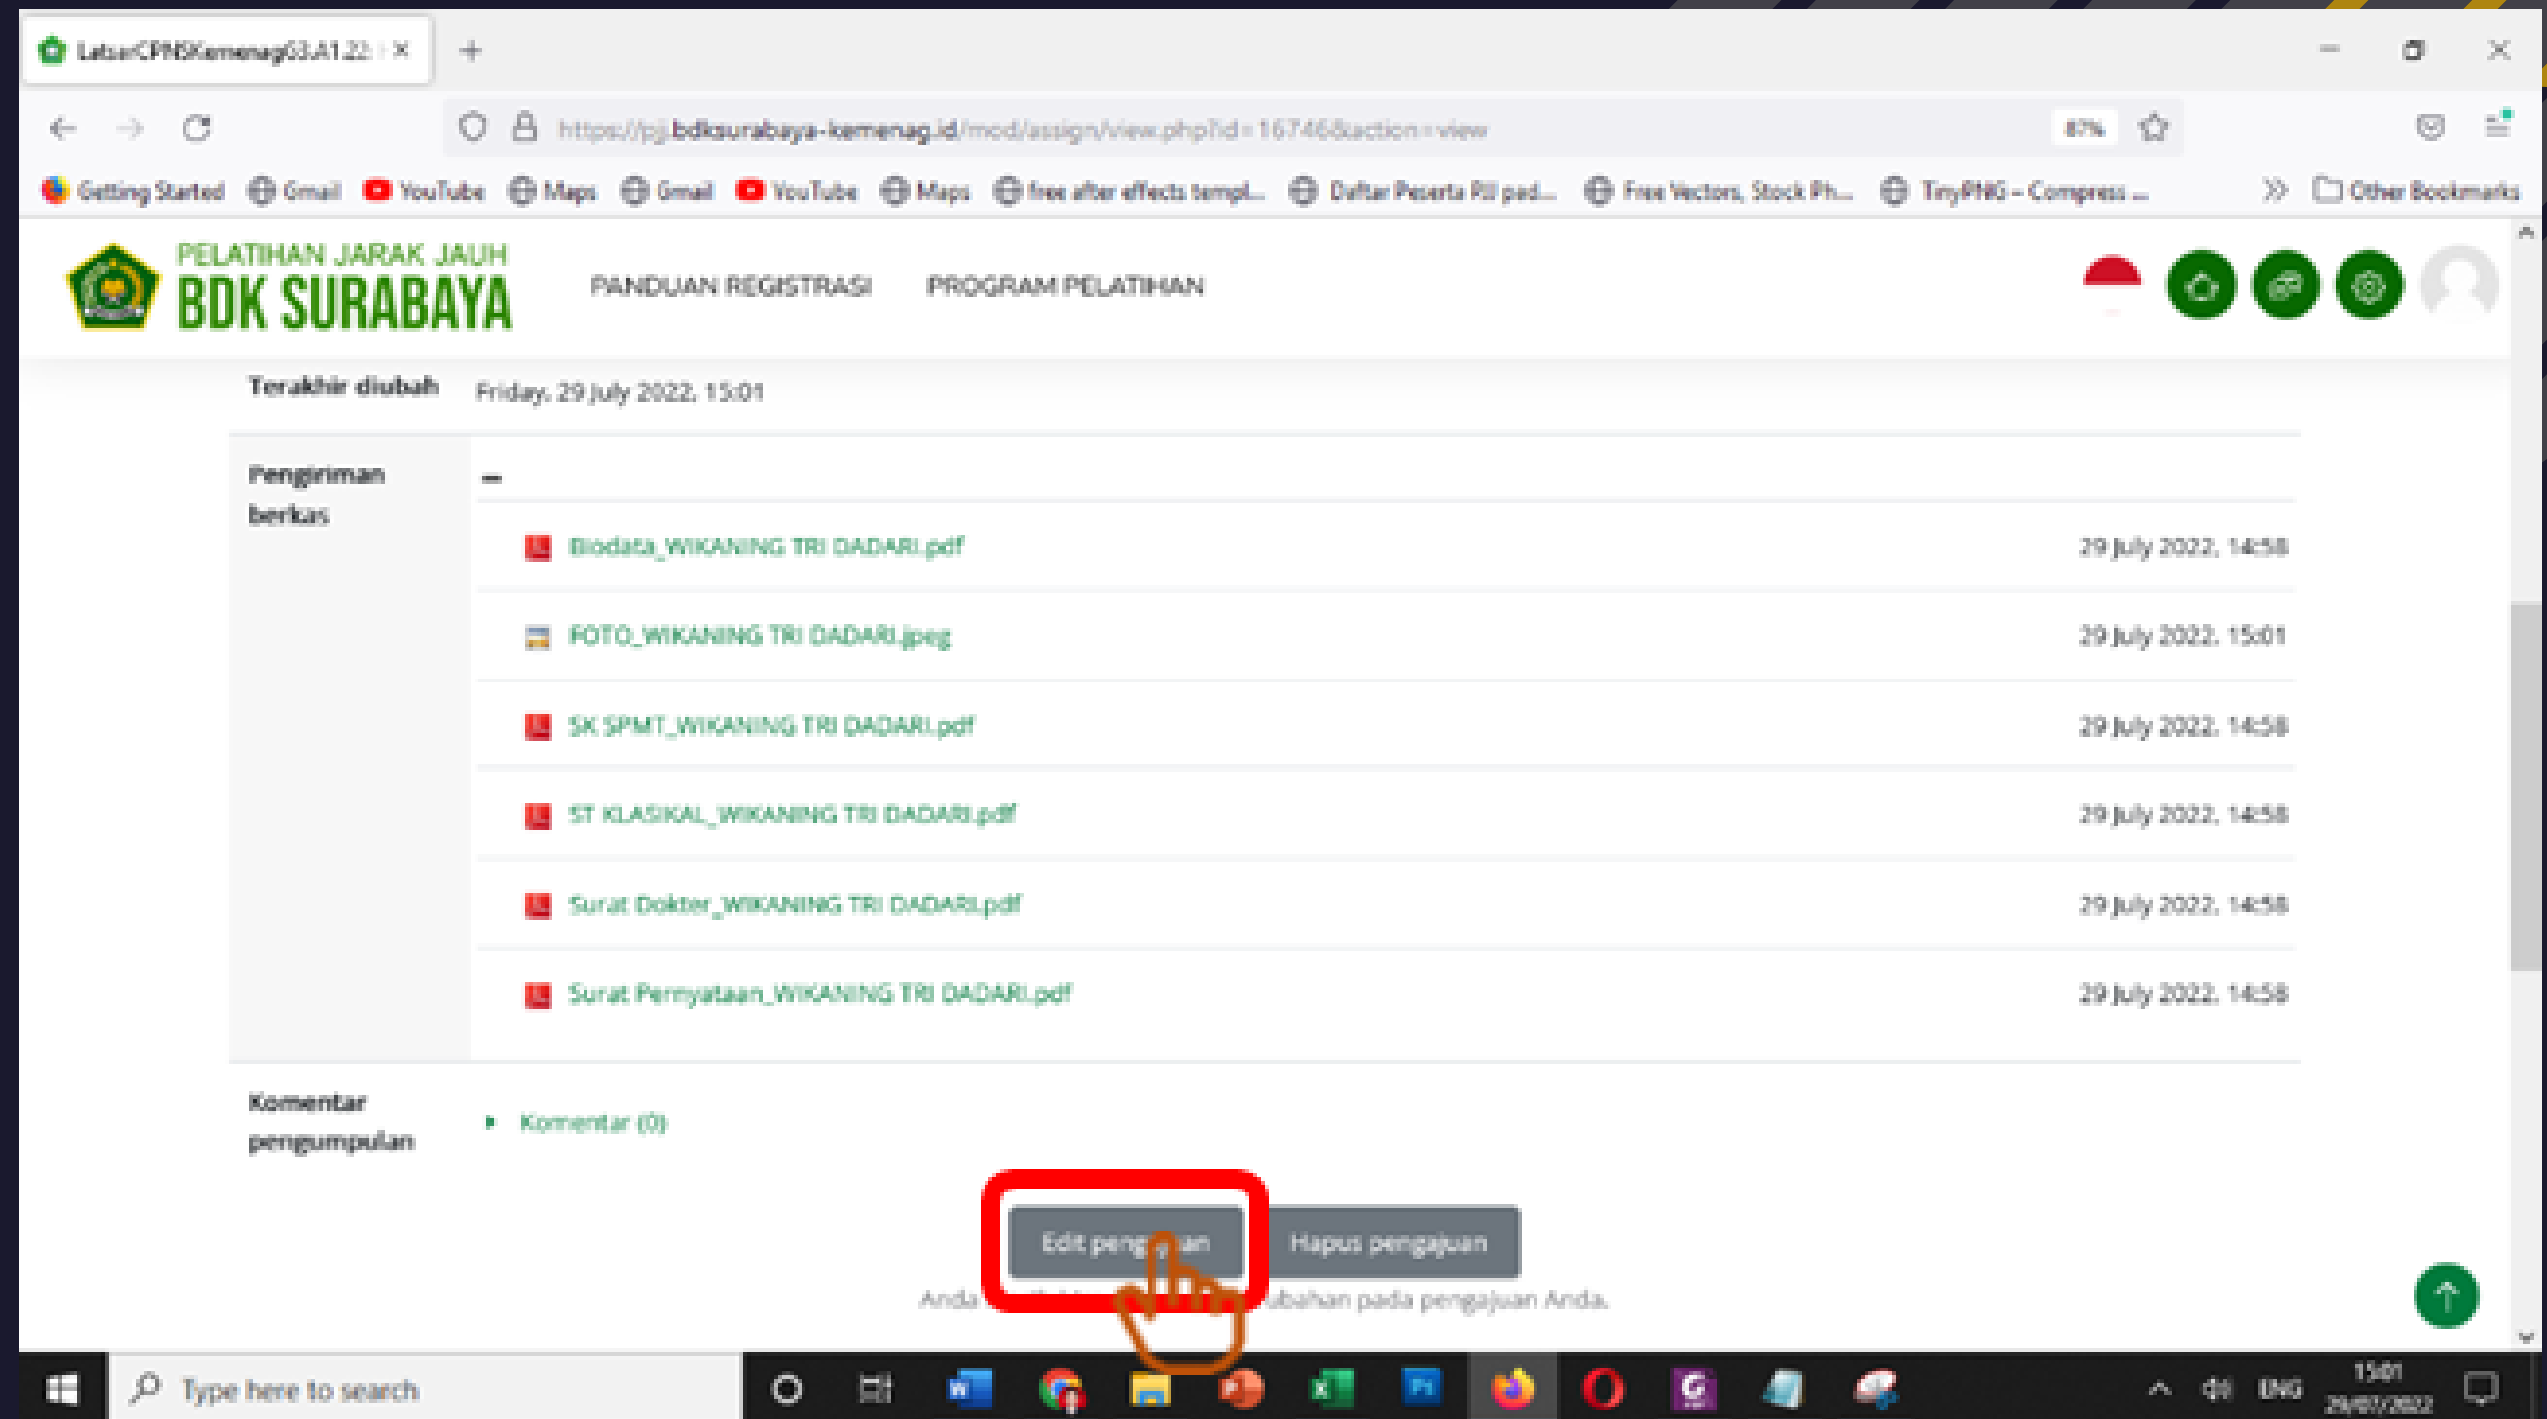 LatsarCPNSKemenagG3.A1.22
https://pjj.bdksurabaya-kemenag.id/mod/assign/view.php?id=16746&action=view
87%
Getting Started Gmail YouTube Maps Gmail YouTube Maps free after effects templ... Daftar Peserta PJJ pad... Free Vectors, Stock Ph... TinyPNG – Compress ... Other Bookmarks
PELATIHAN JARAK JAUH
BDK SURABAYA
PANDUAN REGISTRASI PROGRAM PELATIHAN
Terakhir diubah Friday, 29 July 2022, 15:01
Pengiriman
berkas
Biodata_WIKANING TRI DADARI.pdf 29 July 2022, 14:58
FOTO_WIKANING TRI DADARI.jpeg 29 July 2022, 15:01
SK SPMT_WIKANING TRI DADARI.pdf 29 July 2022, 14:58
ST KLASIKAL_WIKANING TRI DADARI.pdf 29 July 2022, 14:58
Surat Dokter_WIKANING TRI DADARI.pdf 29 July 2022, 14:58
Surat Pernyataan_WIKANING TRI DADARI.pdf 29 July 2022, 14:58
Komentar
pengumpulan
Komentar (0)
Edit pengajuan Hapus pengajuan
Anda ubahan pada pengajuan Anda.
Type here to search
ENG
15:01
29/07/2022